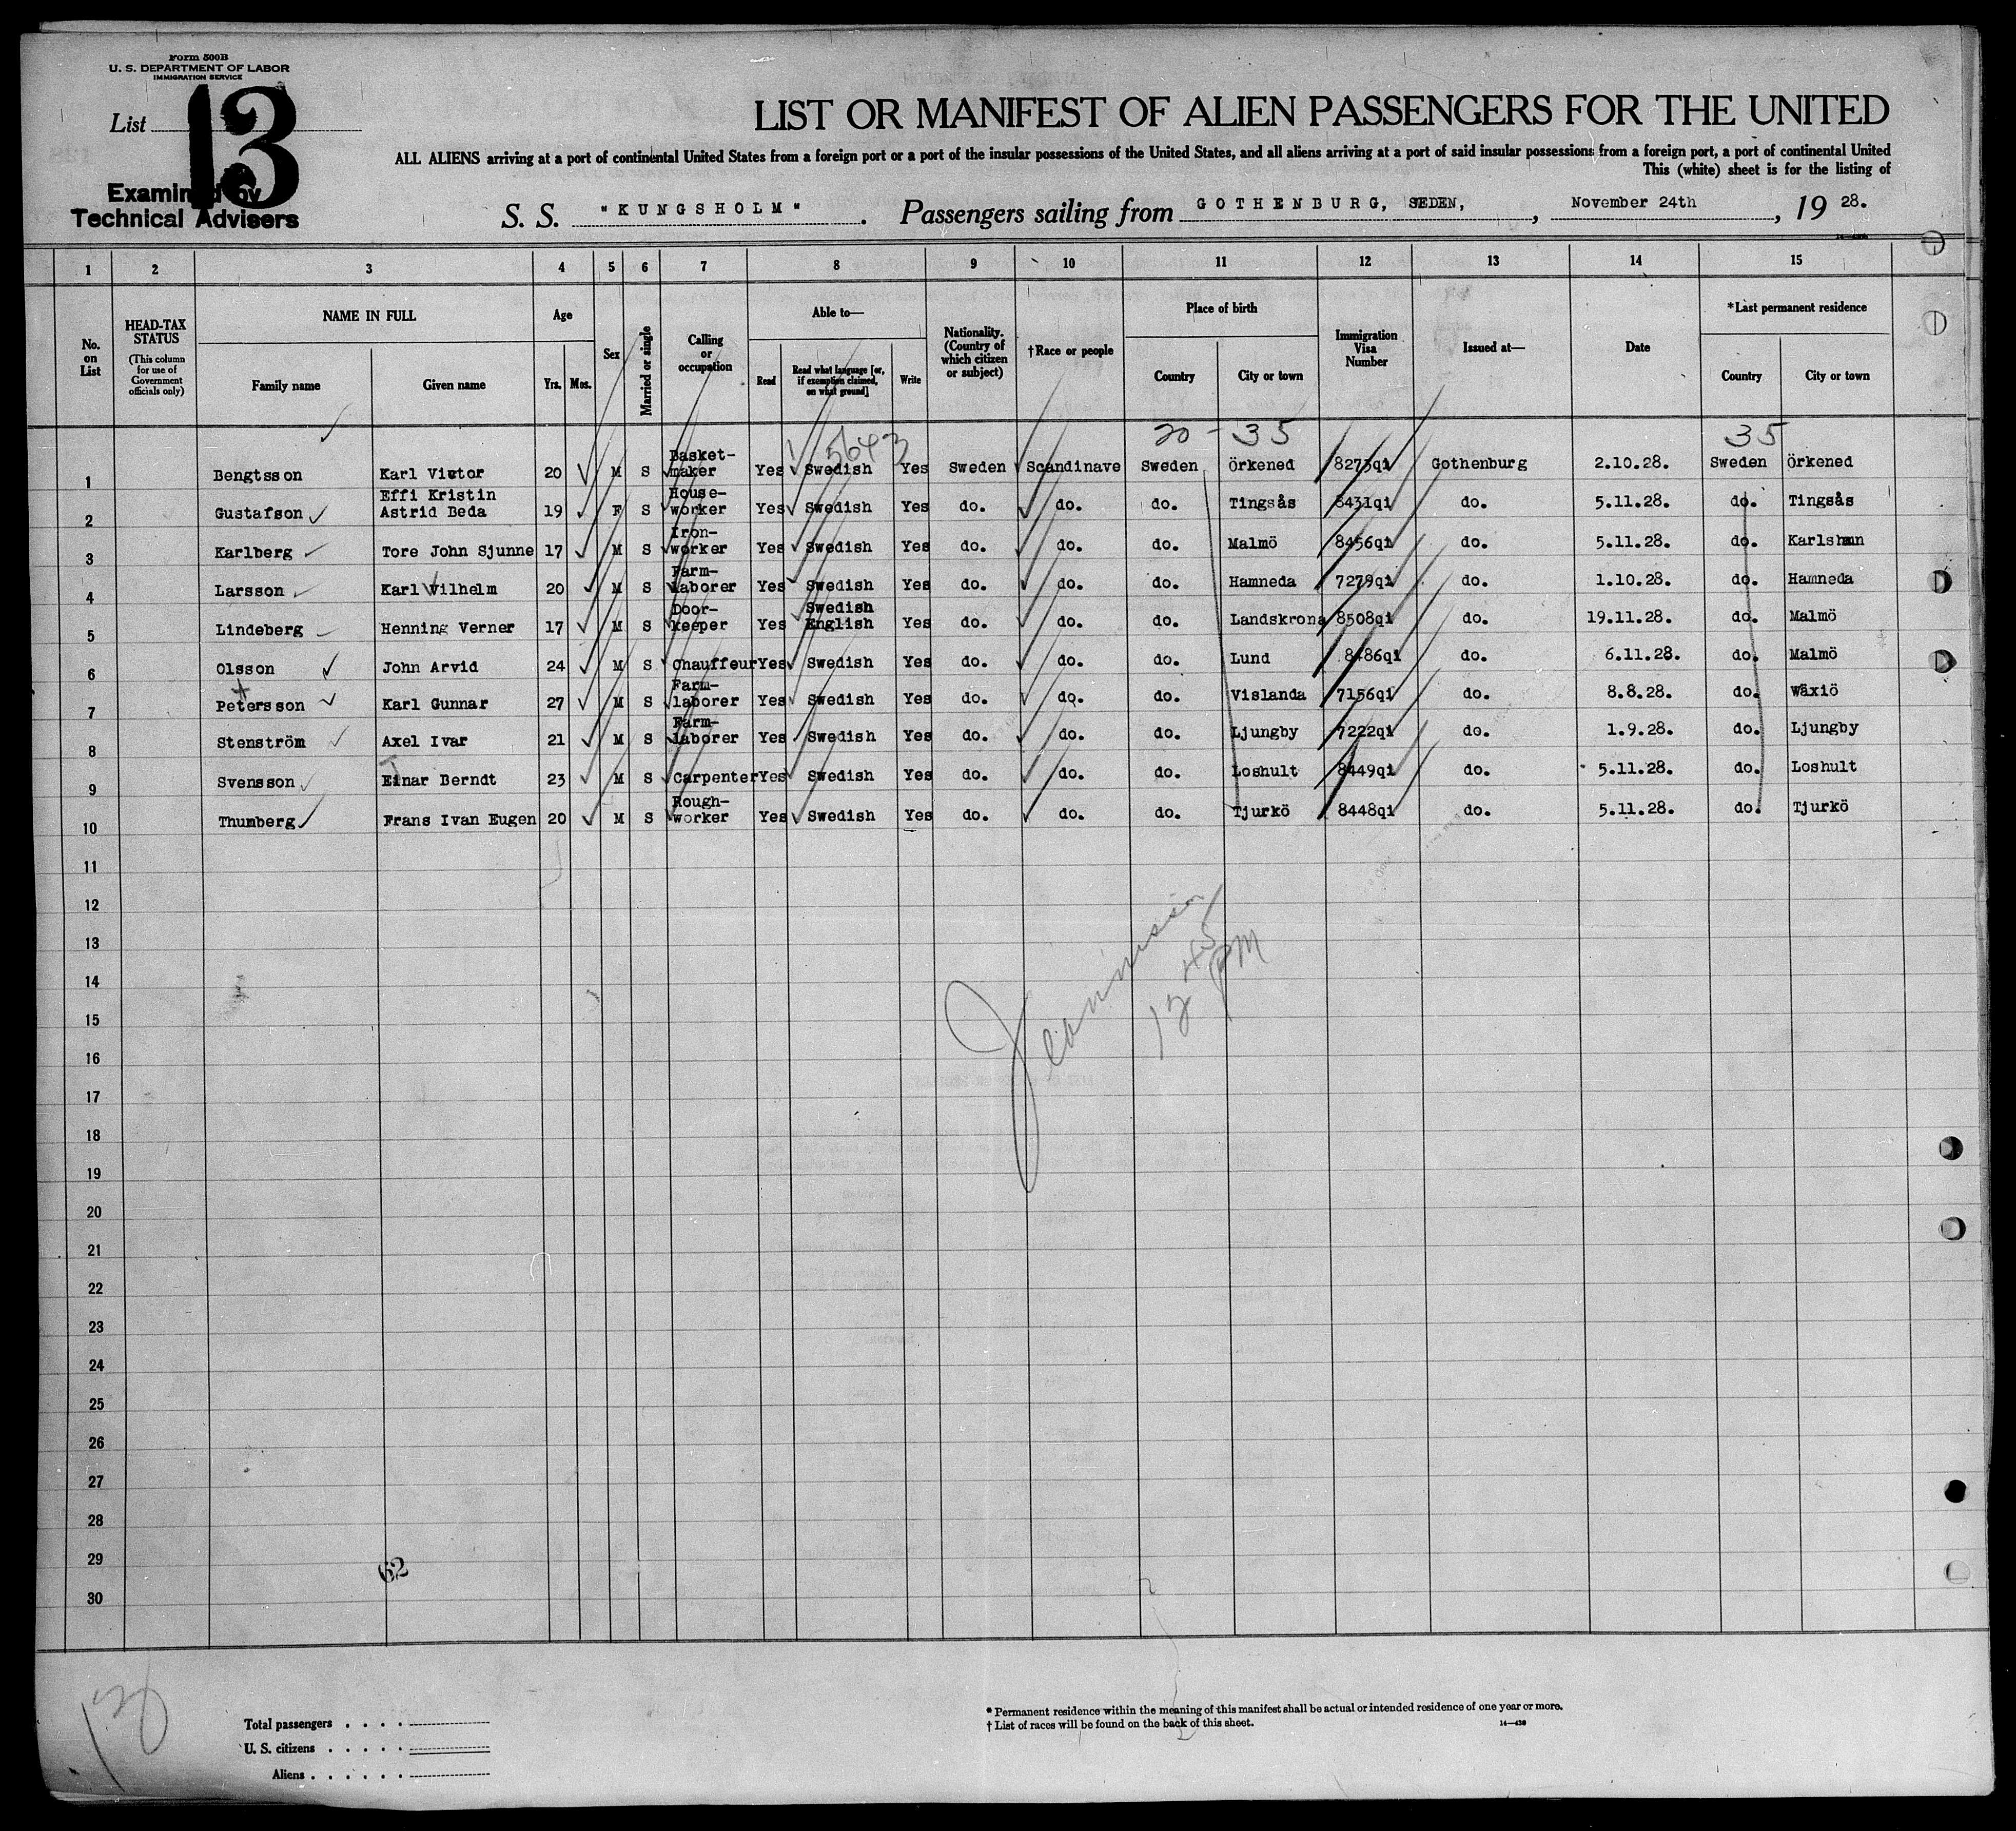 Form 500B
U. S. DEPARTMENT OF LABOR
IMMIGRATION SERVICE
List 13
Examined by
Technical Advisers
LIST OR MANIFEST OF ALIEN PASSENGERS FOR THE UNITED
ALL ALIENS arriving at a port of continental United States from a foreign port or a port of the insular possessions of the United States, and all aliens arriving at a port of said insular possessions from a foreign port, a port of continental United
This (white) sheet is for the listing of
S. S. "KUNGSHOLM". Passengers sailing from GOTHENBURG, SEDEN, , November 24th , 19 28.
1 2 3 4 5 6 7 8 9 10 11 12 13 14 15
No. on List
HEAD-TAX STATUS
(This column for use of Government officials only)
NAME IN FULL
Family name Given name
Age
Yrs. Mos.
Sex
Married or single
Calling or occupation
Able to—
Read Read what language [or, if exemption claimed, on what ground] Write
Nationality. (Country of which citizen or subject)
†Race or people
Place of birth
Country City or town
Immigration Visa Number
Issued at—
Date
*Last permanent residence
Country City or town
5643 20 - 35 35
1 Bengtsson Karl Victor 20 M S Basket-maker Yes Swedish Yes Sweden Scandinave Sweden Örkened 8273qi Gothenburg 2.10.28. Sweden Örkened
2 Gustafson Effi Kristin Astrid Beda 19 F S House-worker Yes Swedish Yes do. do. do. Tingsås 8431qi do. 5.11.28. do. Tingsås
3 Karlberg Tore John Sjunne 17 M S Iron-worker Yes Swedish Yes do. do. do. Malmö 8456qi do. 5.11.28. do. Karlshmn
4 Larsson Karl Vilhelm 20 M S Farm-laborer Yes Swedish Yes do. do. do. Hamneda 7279qi do. 1.10.28. do. Hamneda
5 Lindeberg Henning Verner 17 M S Door-keeper Yes Swedish English Yes do. do. do. Landskrona 8508qi do. 19.11.28. do. Malmö
6 Olsson John Arvid 24 M S Chauffeur Yes Swedish Yes do. do. do. Lund 8486qi do. 6.11.28. do. Malmö
7 Petersson Karl Gunnar 27 M S Farm-laborer Yes Swedish Yes do. do. do. Vislanda 7156qi do. 8.8.28. do. Wäxiö
8 Stenström Axel Ivar 21 M S Farm-laborer Yes Swedish Yes do. do. do. Ljungby 7222qi do. 1.9.28. do. Ljungby
9 Svensson Einar Berndt 23 M S Carpenter Yes Swedish Yes do. do. do. Loshult 8449qi do. 5.11.28. do. Loshult
10 Thumberg Frans Ivan Eugen 20 M S Rough-worker Yes Swedish Yes do. do. do. Tjurkö 8448qi do. 5.11.28. do. Tjurkö
11
12
13
14
15
16
17
18
19
20
21
22
23
24
25
26
27
28
29
30
12 45 PM
62
Total passengers
U. S. citizens
Aliens
* Permanent residence within the meaning of this manifest shall be actual or intended residence of one year or more.
† List of races will be found on the back of this sheet.
14—430